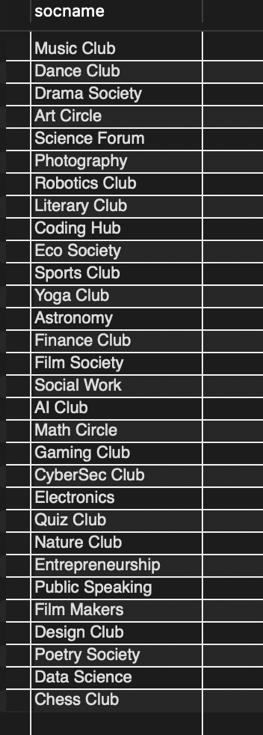 socname
Music Club
Dance Club
Drama Society
Art Circle
Science Forum
Photography
Robotics Club
Literary Club
Coding Hub
Eco Society
Sports Club
Yoga Club
Astronomy
Finance Club
Film Society
Social Work
AI Club
Math Circle
Gaming Club
CyberSec Club
Electronics
Quiz Club
Nature Club
Entrepreneurship
Public Speaking
Film Makers
Design Club
Poetry Society
Data Science
Chess Club